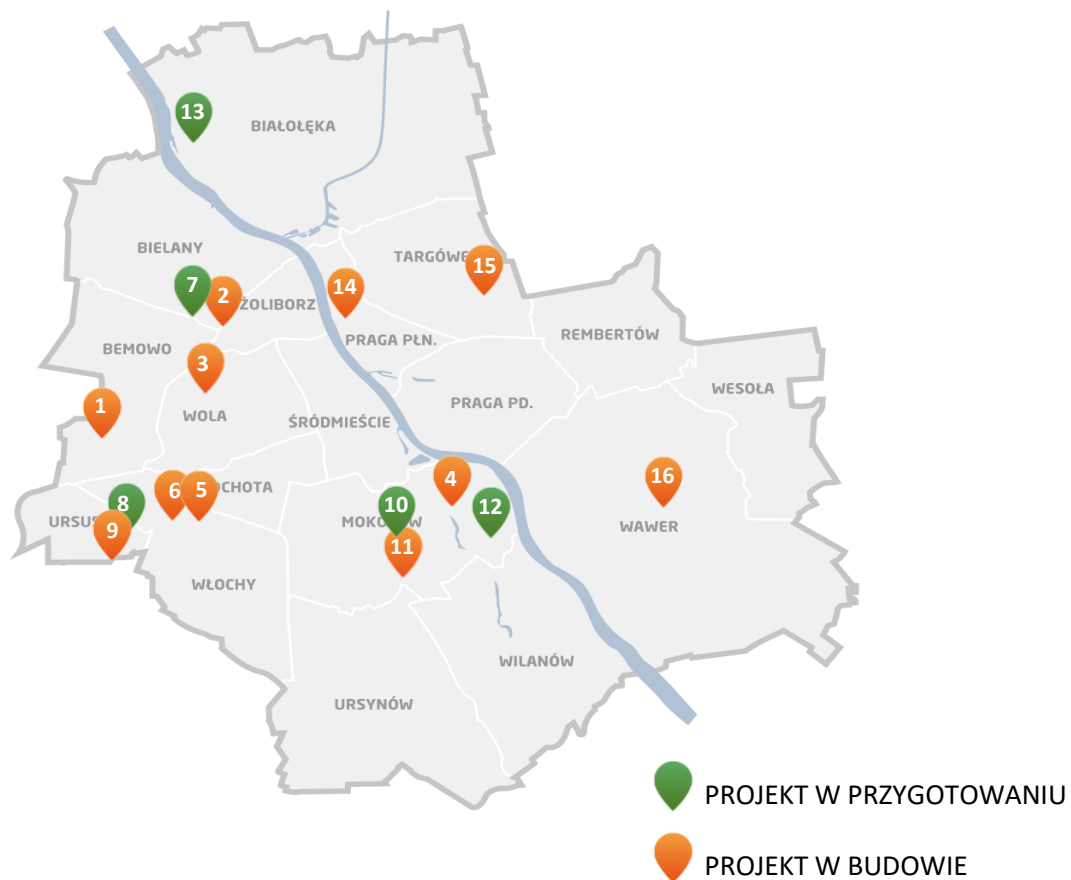 13
BIAŁOŁĘKA
BIELANY
TARGÓWE
15
7
2
14
ŻOLIBORZ
REMBERTÓW
BEMOWO
PRAGA PŁN.
3
WESOŁA
1
WOLA
PRAGA PD.
ŚRÓDMIEŚCIE
4
16
6
5
OCHOTA
8
10
12
URSUS
MOKOTÓW
WAWER
9
11
WŁOCHY
WILANÓW
URSYNÓW
PROJEKT W PRZYGOTOWANIU
PROJEKT W BUDOWIE